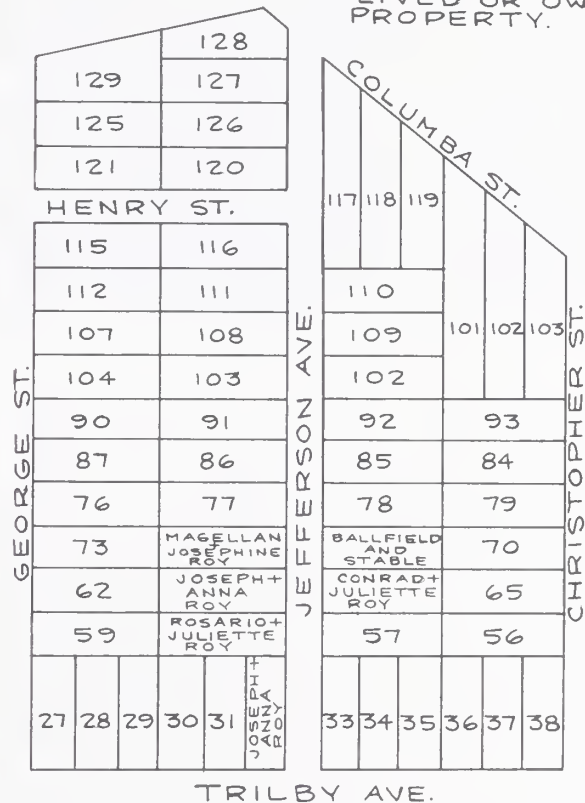 LIVED OR OW
PROPERTY.
128
129 127
125 126
121 120
COLUMBA ST.
HENRY ST.
117 118 119
115 116
112 111 110
107 108 109
101 102 103
104 103 102
90 91 92 93
87 86 85 84
76 77 78 79
GEORGE ST.
JEFFERSON AVE.
CHRISTOPHER ST.
73
MAGELLAN
+
JOSEPHINE
ROY
BALLFIELD
AND
STABLE
70
62
JOSEPH +
ANNA
ROY
CONRAD +
JULIETTE
ROY
65
59
ROSARIO +
JULIETTE
ROY
57 56
27 28 29 30 31
JOSEPH +
ANNA
ROY
33 34 35 36 37 38
TRILBY AVE.